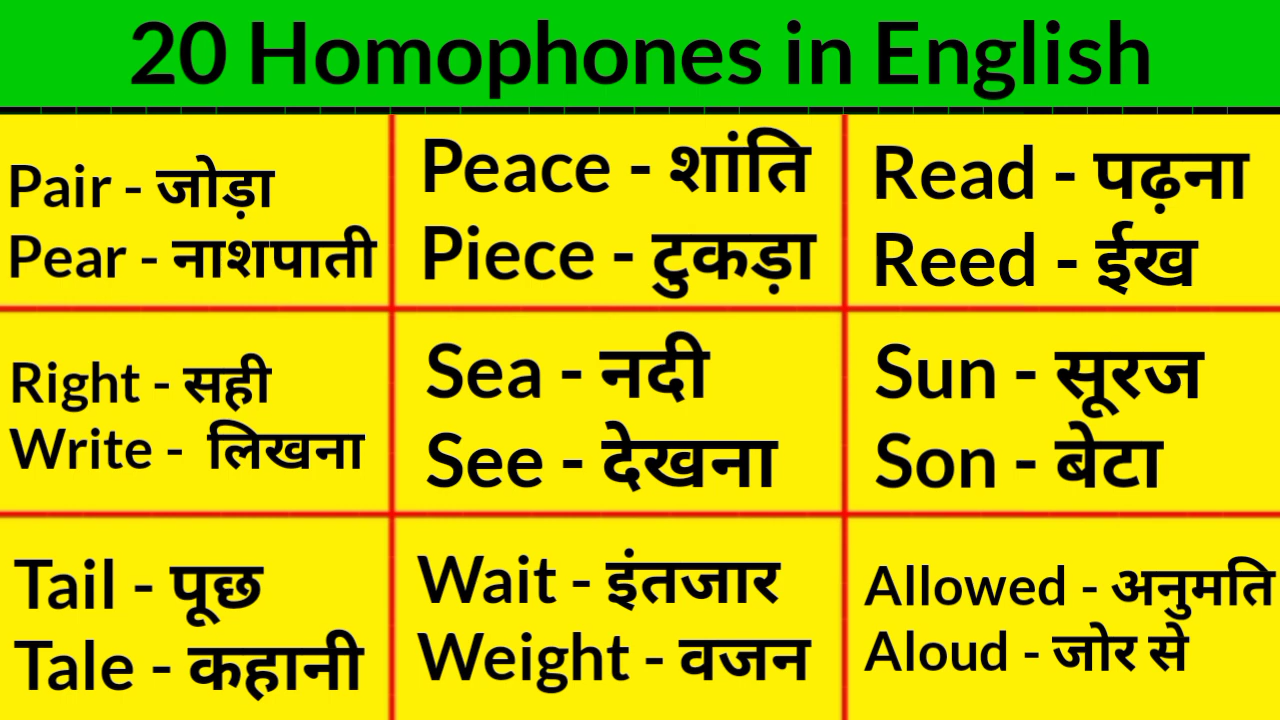 20 Homophones in English
Pair - जोड़ा
Pear - नाशपाती
Peace - शांति
Piece - टुकड़ा
Read - पढ़ना
Reed - ईख
Right - सही
Write - लिखना
Sea - नदी
See - देखना
Sun - सूरज
Son - बेटा
Tail - पूछ
Tale - कहानी
Wait - इंतजार
Weight - वजन
Allowed - अनुमति
Aloud - जोर से